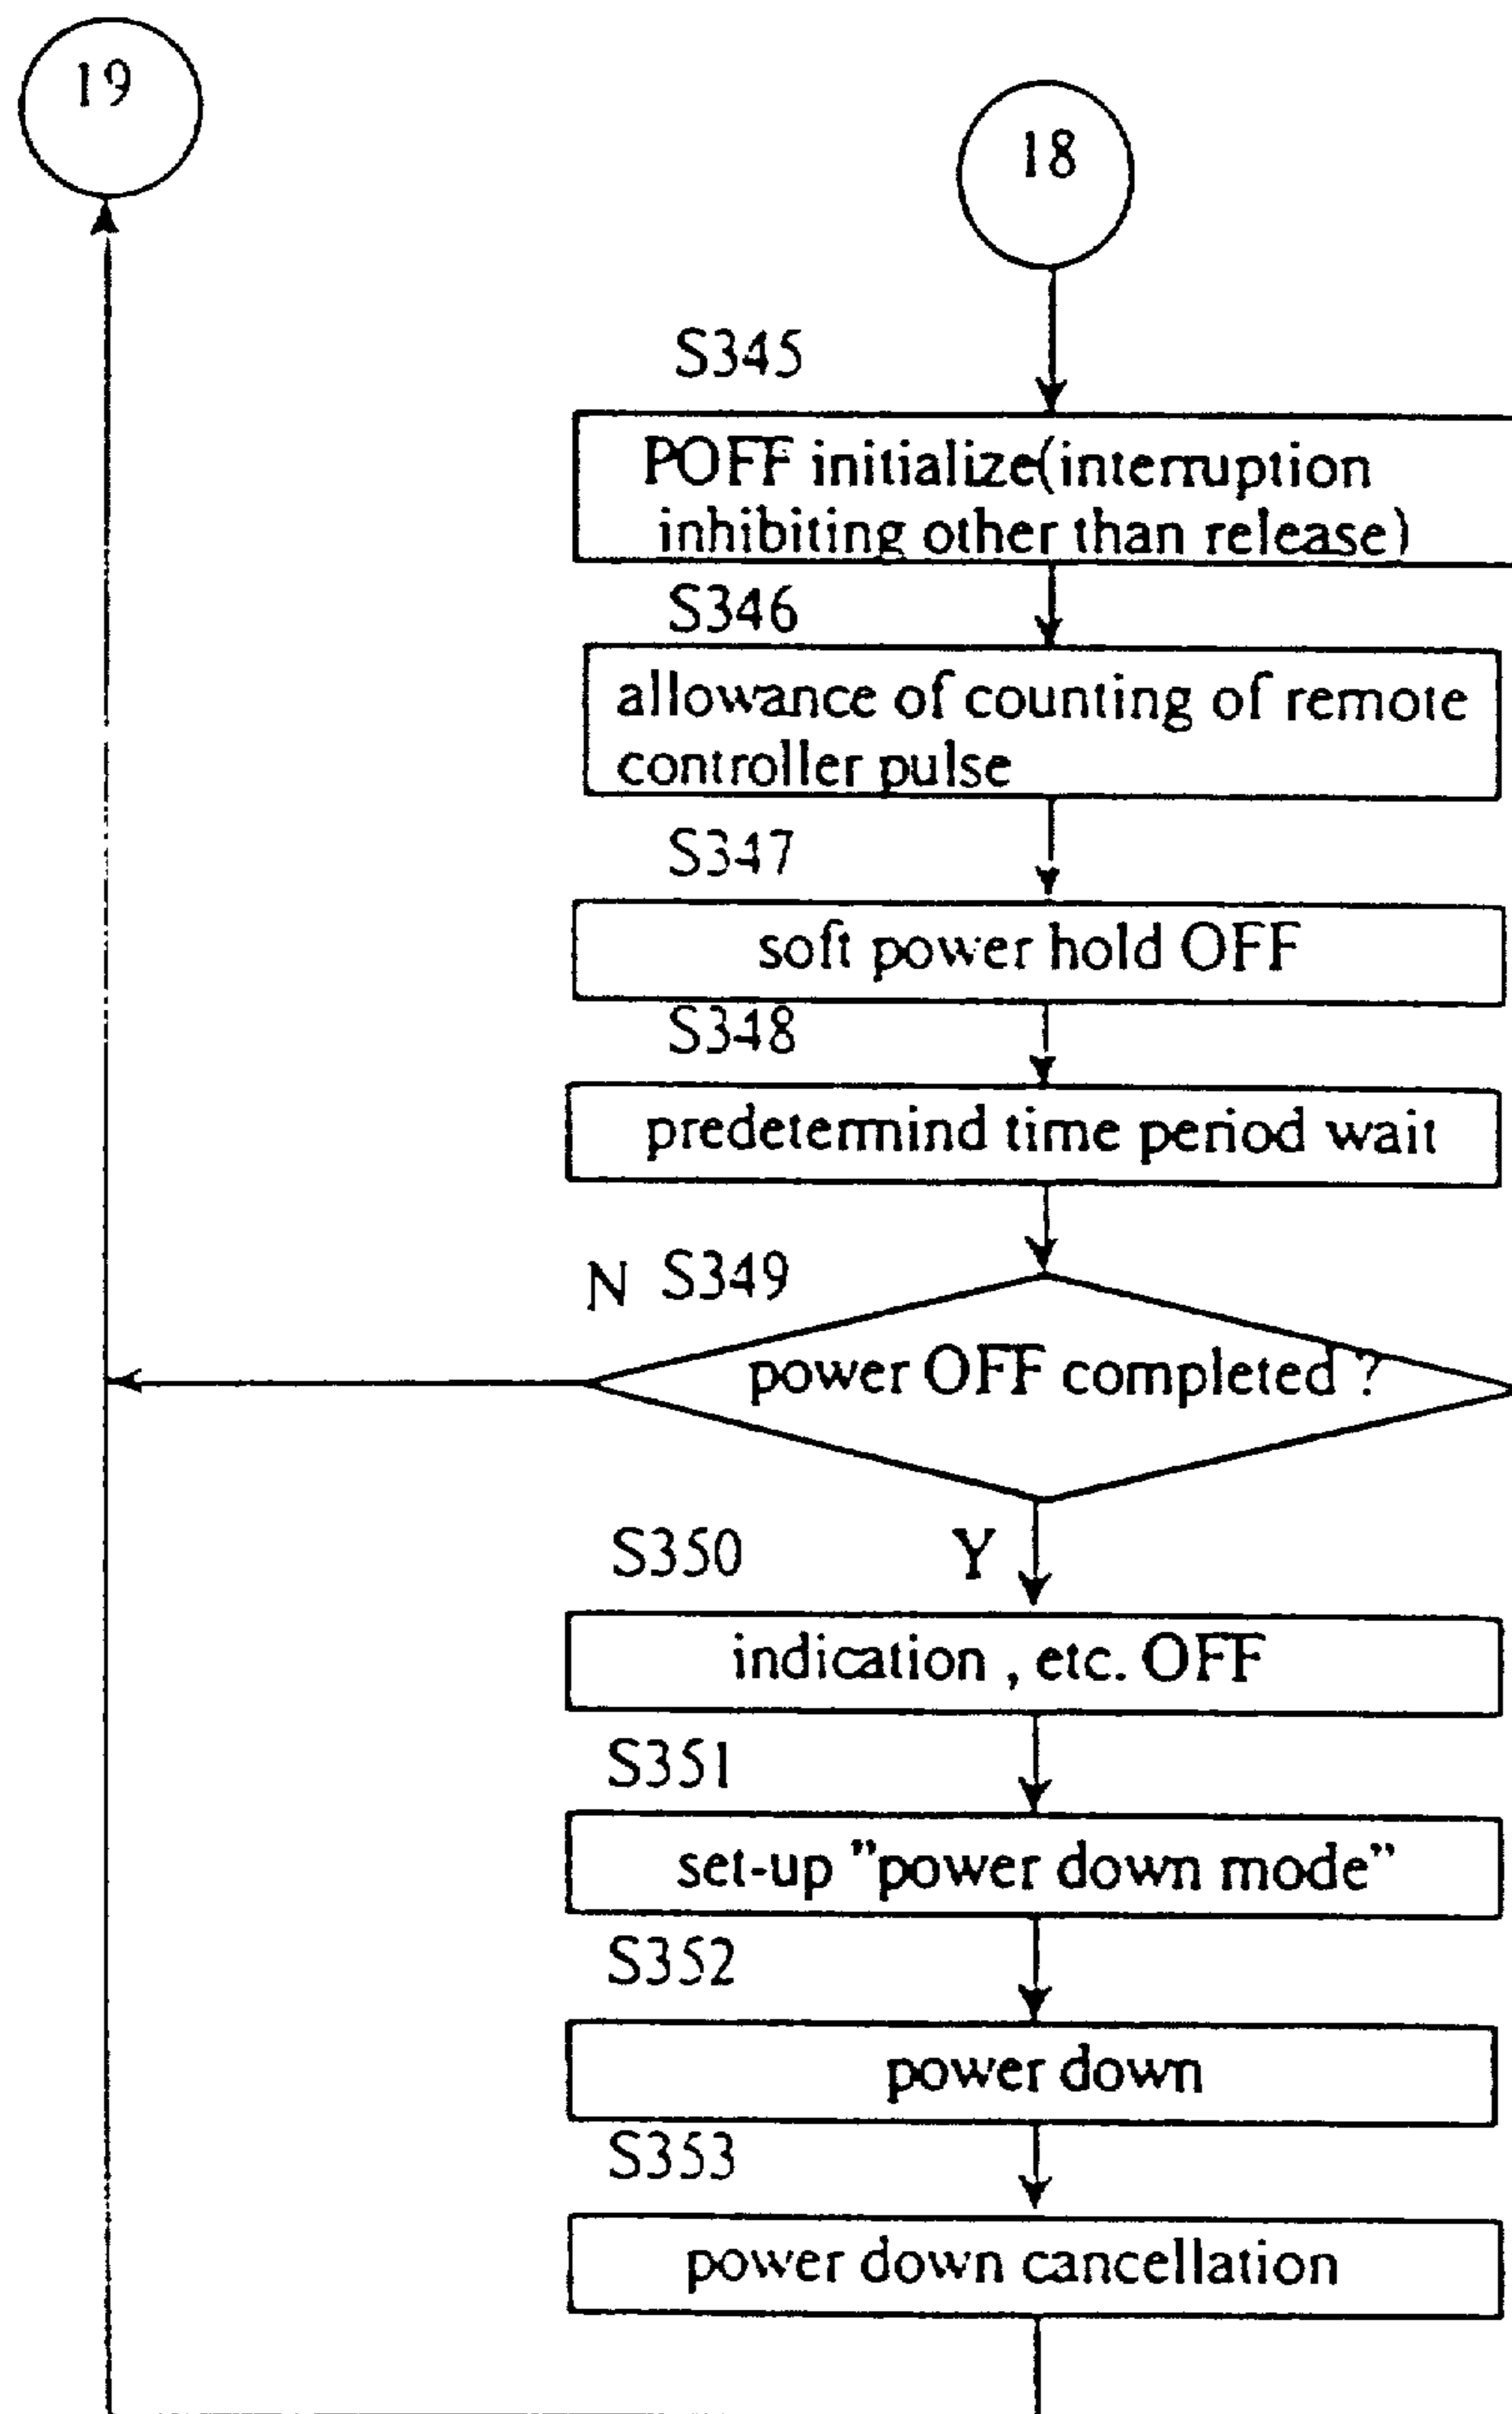 19
18
S345
POFF initialize(interruption
inhibiting other than release)
S346
allowance of counting of remote
controller pulse
S347
soft power hold OFF
S348
predetermind time period wait
N S349
power OFF completed ?
S350 Y
indication , etc. OFF
S351
set-up "power down mode"
S352
power down
S353
power down cancellation